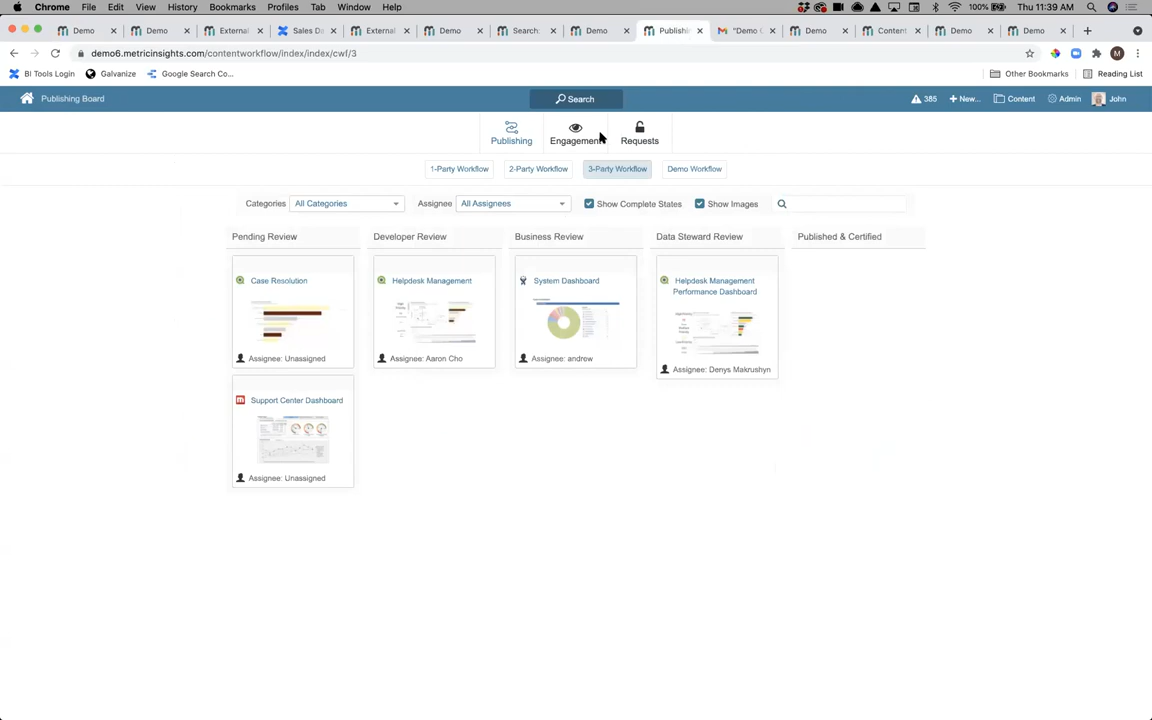 Chrome File Edit View History Bookmarks Profiles Tab Window Help 100% Thu 11:39 AM
Demo Demo External Sales Da External Demo Search: Demo Publishi "Demo C Demo Content Demo Demo
demo6.metricinsights.com/contentworkflow/index/index/cwf/3 M
BI Tools Login Galvanize Google Search Co... Other Bookmarks Reading List
Publishing Board Search 385 New... Content Admin John
Publishing Engagement Requests
1-Party Workflow 2-Party Workflow 3-Party Workflow Demo Workflow
Categories All Categories Assignee All Assignees Show Complete States Show Images
Pending Review Developer Review Business Review Data Steward Review Published & Certified
Case Resolution
Assignee: Unassigned
Support Center Dashboard
Assignee: Unassigned
Helpdesk Management
Assignee: Aaron Cho
System Dashboard
Assignee: andrew
Helpdesk Management
Performance Dashboard
Assignee: Denys Makrushyn